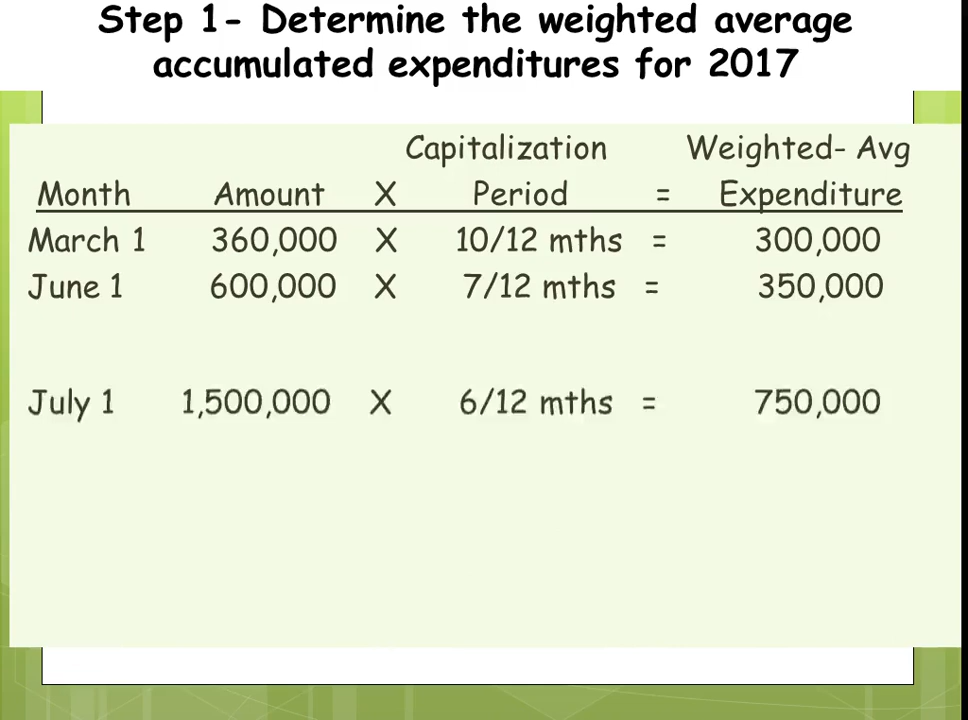 Step 1- Determine the weighted average
accumulated expenditures for 2017
Capitalization Weighted- Avg
Month Amount X Period = Expenditure
March 1 360,000 X 10/12 mths = 300,000
June 1 600,000 X 7/12 mths = 350,000
July 1 1,500,000 X 6/12 mths = 750,000